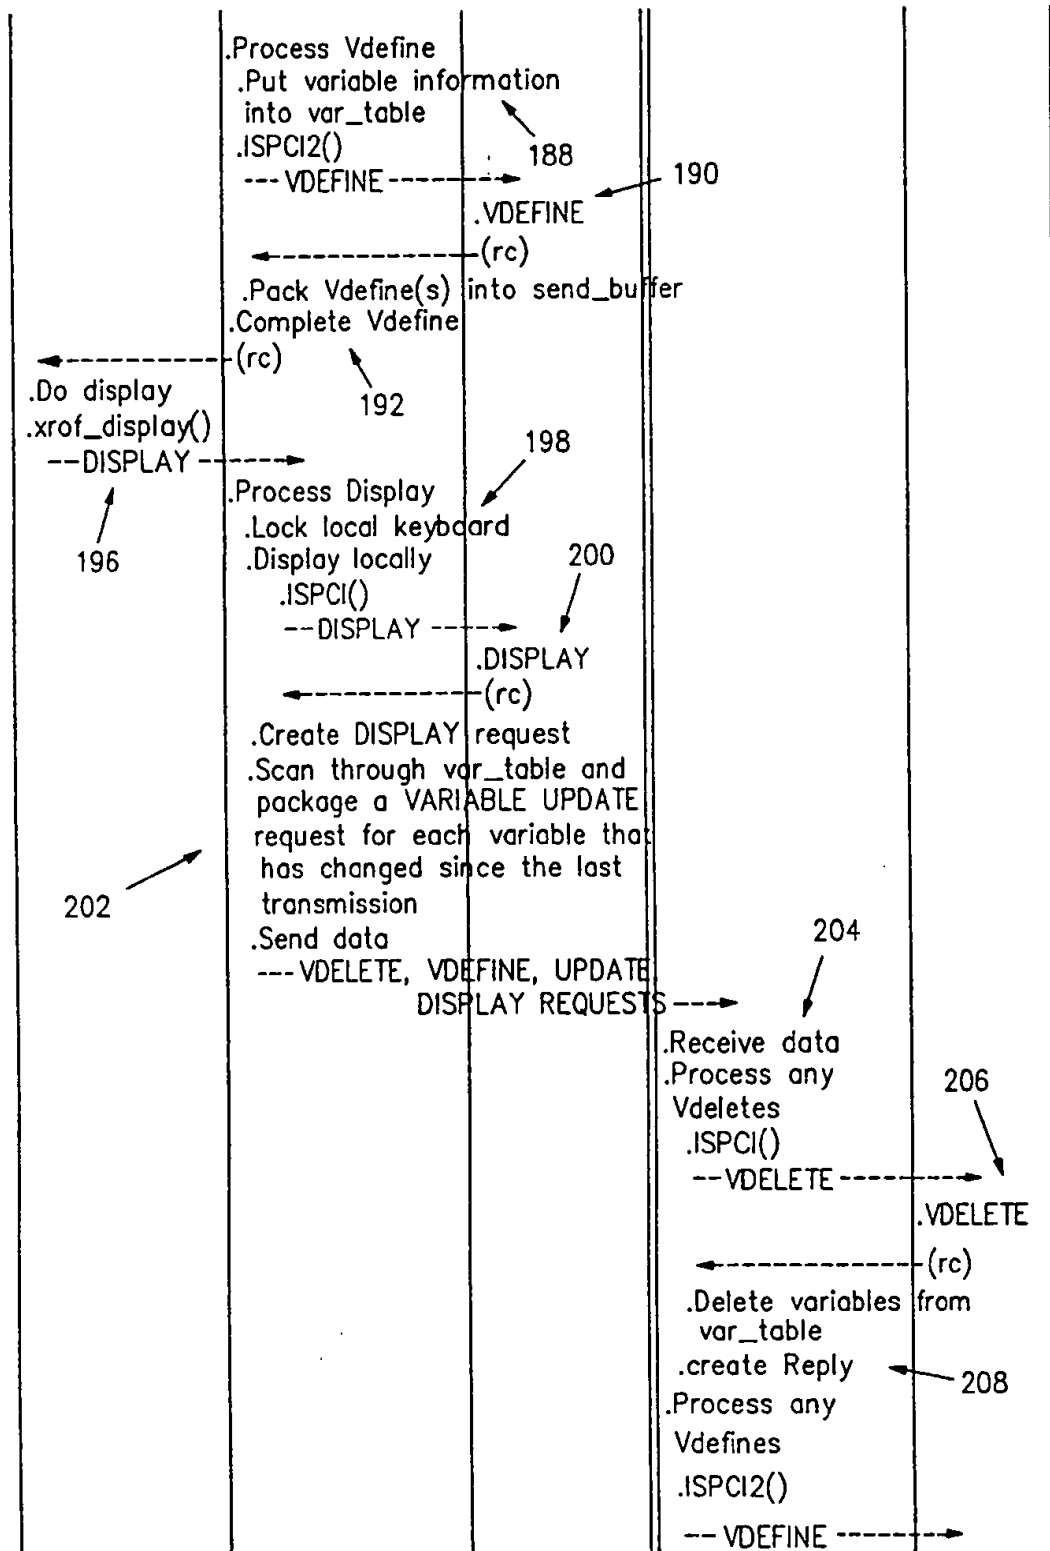 .Process Vdefine
.Put variable information
into var_table
.ISPCI2()
188
--- VDEFINE ------->
190
.VDEFINE
<--------- (rc)
.Pack Vdefine(s) into send_buffer
.Complete Vdefine
<--------- (rc)
192
.Do display
.xrof_display()
--DISPLAY ------>
196
198
.Process Display
.Lock local keyboard
.Display locally
200
.ISPCI()
--DISPLAY ----->
.DISPLAY
<--------- (rc)
.Create DISPLAY request
.Scan through var_table and
package a VARIABLE UPDATE
request for each variable that
has changed since the last
transmission
202
.Send data
204
--- VDELETE, VDEFINE, UPDATE
DISPLAY REQUESTS --->
.Receive data
.Process any
Vdeletes
206
.ISPCI()
--VDELETE -------->
.VDELETE
<--------- (rc)
.Delete variables from
var_table
.create Reply
208
.Process any
Vdefines
.ISPCI2()
-- VDEFINE ------->